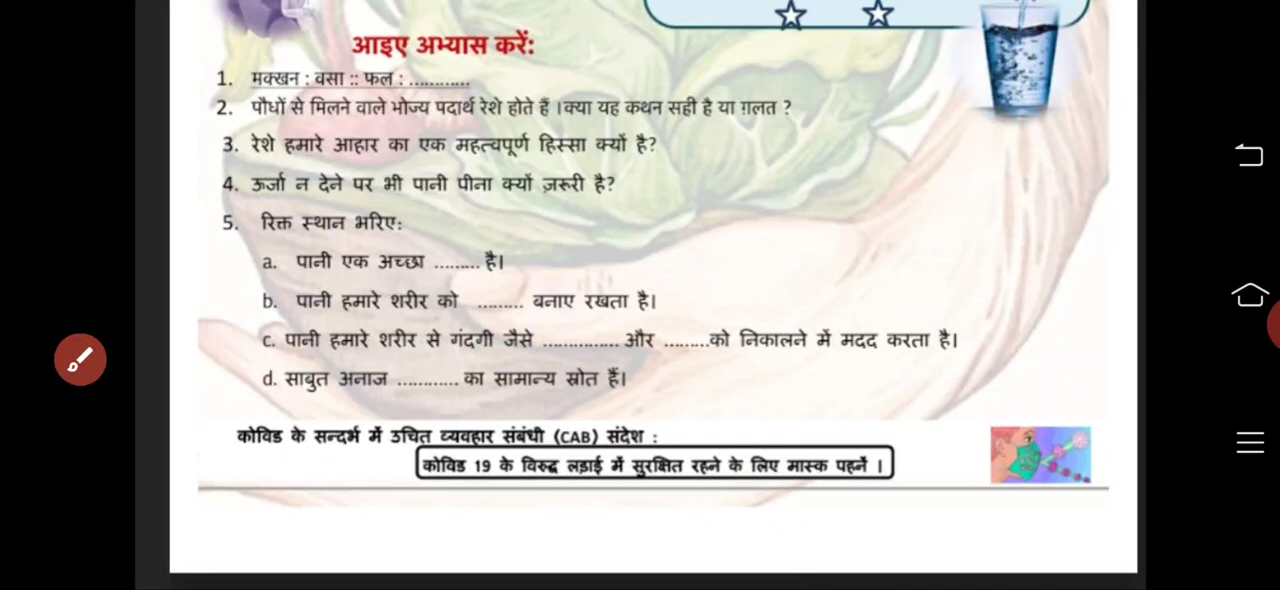 आइए अभ्यास करें:
1. मक्खन : वसा :: फल : ............
2. पौधों से मिलने वाले भोज्य पदार्थ रेशे होते हैं ।क्या यह कथन सही है या ग़लत ?
3. रेशे हमारे आहार का एक महत्वपूर्ण हिस्सा क्यों है?
4. ऊर्जा न देने पर भी पानी पीना क्यों ज़रूरी है?
5. रिक्त स्थान भरिए:
a. पानी एक अच्छा ......... है।
b. पानी हमारे शरीर को ......... बनाए रखता है।
c. पानी हमारे शरीर से गंदगी जैसे ............... और .........को निकालने में मदद करता है।
d. साबुत अनाज ............ का सामान्य स्रोत हैं।
कोविड के सन्दर्भ में उचित व्यवहार संबंधी (CAB) संदेश :
कोविड 19 के विरुद्ध लड़ाई में सुरक्षित रहने के लिए मास्क पहनें ।